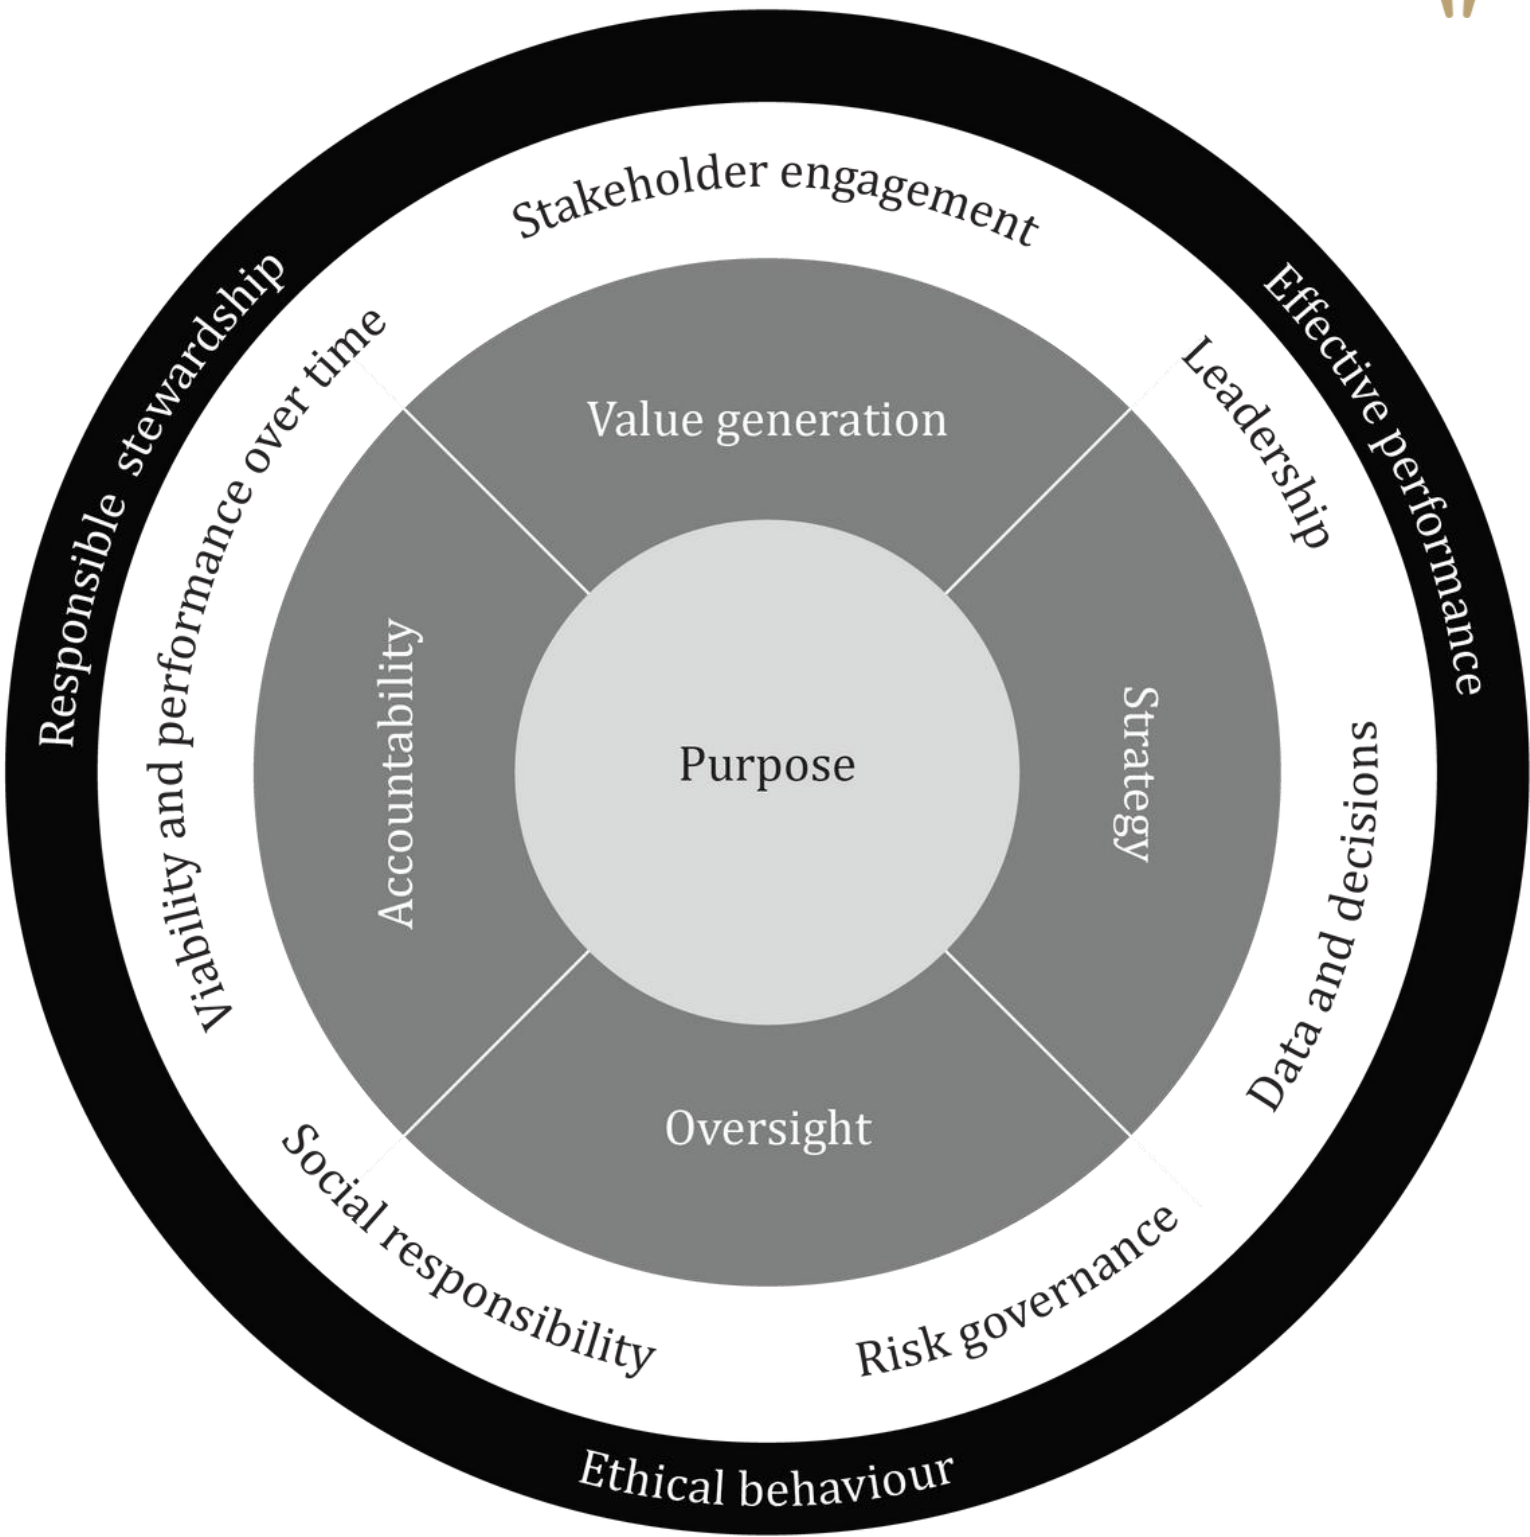 Responsible stewardship
Effective performance
Ethical behaviour
Stakeholder engagement
Leadership
Data and decisions
Risk governance
Social responsibility
Viability and performance over time
Value generation
Strategy
Oversight
Accountability
Purpose